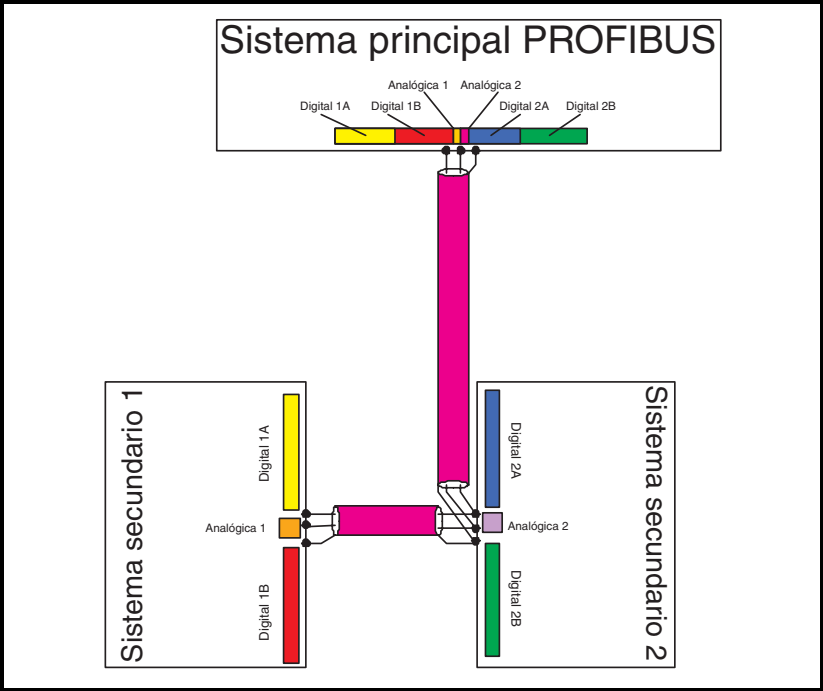 Sistema principal PROFIBUS
Analógica 1 Analógica 2
Digital 1A Digital 1B Digital 2A Digital 2B
Sistema secundario 1
Digital 1A
Analógica 1
Digital 1B
Digital 2A
Analógica 2
Digital 2B
Sistema secundario 2